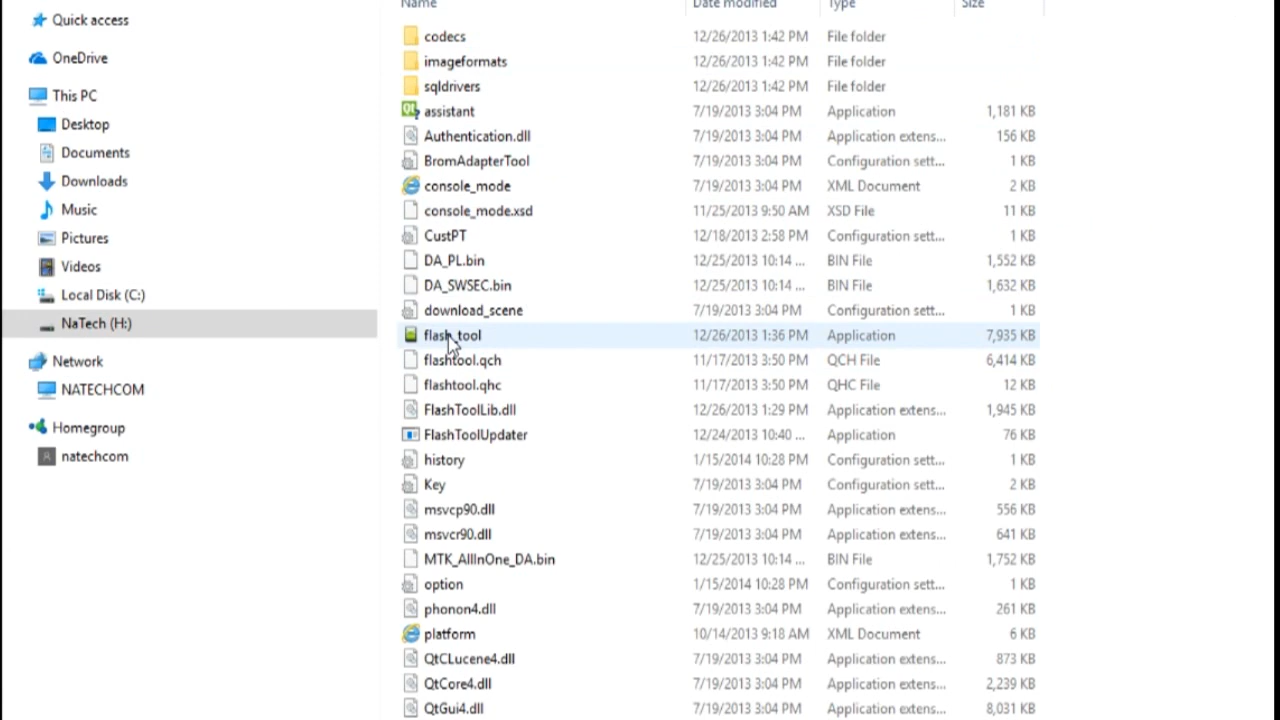 Quick access
OneDrive
This PC
Desktop
Documents
Downloads
Music
Pictures
Videos
Local Disk (C:)
NaTech (H:)
Network
NATECHCOM
Homegroup
natechcom
Name Date modified Type Size
codecs 12/26/2013 1:42 PM File folder
imageformats 12/26/2013 1:42 PM File folder
sqldrivers 12/26/2013 1:42 PM File folder
assistant 7/19/2013 3:04 PM Application 1,181 KB
Authentication.dll 7/19/2013 3:04 PM Application extens... 156 KB
BromAdapterTool 7/19/2013 3:04 PM Configuration sett... 1 KB
console_mode 7/19/2013 3:04 PM XML Document 2 KB
console_mode.xsd 11/25/2013 9:50 AM XSD File 11 KB
CustPT 12/18/2013 2:58 PM Configuration sett... 1 KB
DA_PL.bin 12/25/2013 10:14 ... BIN File 1,552 KB
DA_SWSEC.bin 12/25/2013 10:14 ... BIN File 1,632 KB
download_scene 7/19/2013 3:04 PM Configuration sett... 1 KB
flash_tool 12/26/2013 1:36 PM Application 7,935 KB
flashtool.qch 11/17/2013 3:50 PM QCH File 6,414 KB
flashtool.qhc 11/17/2013 3:50 PM QHC File 12 KB
FlashToolLib.dll 12/26/2013 1:29 PM Application extens... 1,945 KB
FlashToolUpdater 12/24/2013 10:40 ... Application 76 KB
history 1/15/2014 10:28 PM Configuration sett... 1 KB
Key 7/19/2013 3:04 PM Configuration sett... 2 KB
msvcp90.dll 7/19/2013 3:04 PM Application extens... 556 KB
msvcr90.dll 7/19/2013 3:04 PM Application extens... 641 KB
MTK_AllInOne_DA.bin 12/25/2013 10:14 ... BIN File 1,752 KB
option 1/15/2014 10:28 PM Configuration sett... 1 KB
phonon4.dll 7/19/2013 3:04 PM Application extens... 261 KB
platform 10/14/2013 9:18 AM XML Document 6 KB
QtCLucene4.dll 7/19/2013 3:04 PM Application extens... 873 KB
QtCore4.dll 7/19/2013 3:04 PM Application extens... 2,239 KB
QtGui4.dll 7/19/2013 3:04 PM Application extens... 8,031 KB